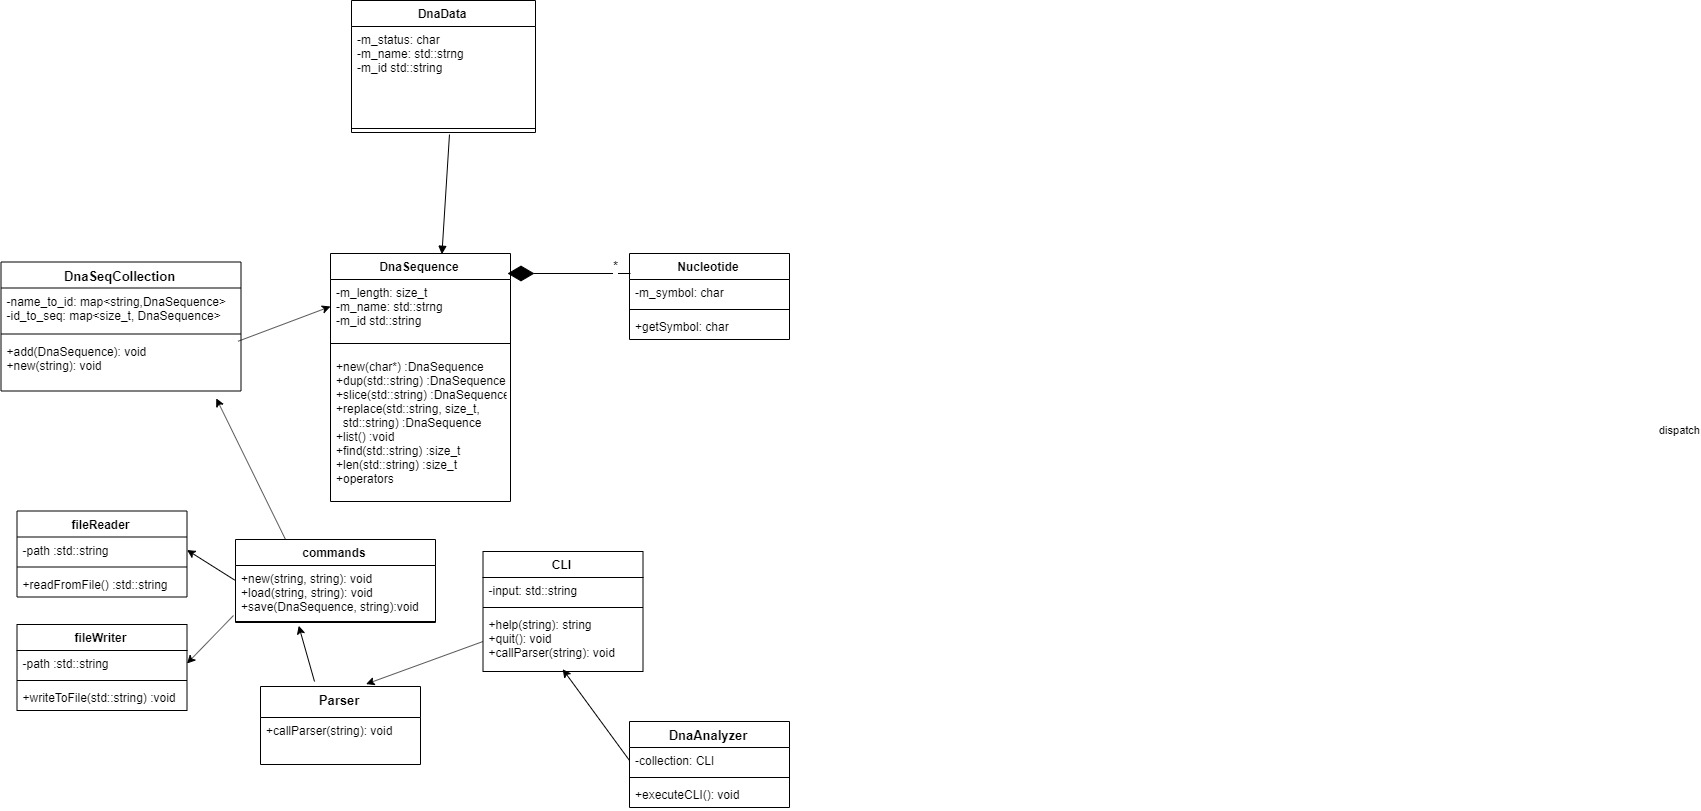 DnaData
-m_status: char
-m_name: std::strng
-m_id std::string
DnaSeqCollection
-name_to_id: map<string,DnaSequence>
-id_to_seq: map<size_t, DnaSequence>
+add(DnaSequence): void
+new(string): void
DnaSequence
-m_length: size_t
-m_name: std::strng
-m_id std::string
+new(char*) :DnaSequence
+dup(std::string) :DnaSequence
+slice(std::string) :DnaSequence
+replace(std::string, size_t,
std::string) :DnaSequence
+list() :void
+find(std::string) :size_t
+len(std::string) :size_t
+operators
*
Nucleotide
-m_symbol: char
+getSymbol: char
dispatch
fileReader
-path :std::string
+readFromFile() :std::string
commands
+new(string, string): void
+load(string, string): void
+save(DnaSequence, string):void
CLI
-input: std::string
+help(string): string
+quit(): void
+callParser(string): void
fileWriter
-path :std::string
+writeToFile(std::string) :void
Parser
+callParser(string): void
DnaAnalyzer
-collection: CLI
+executeCLI(): void